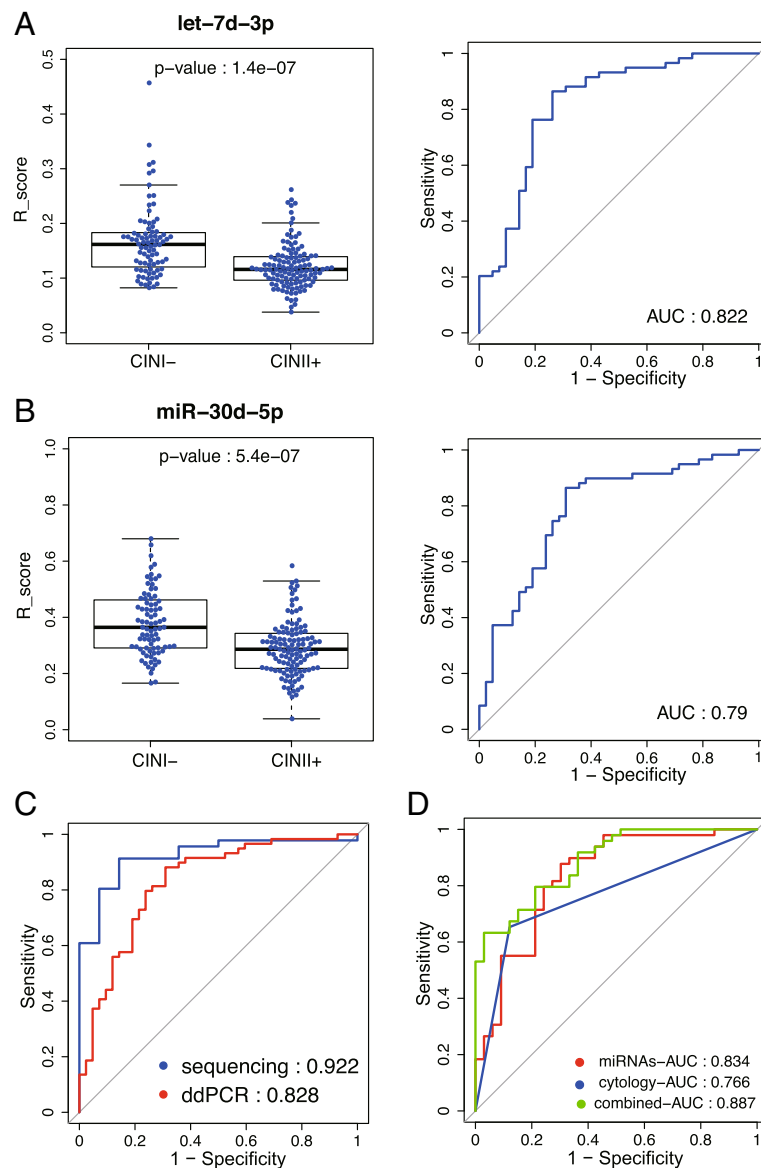 A
let−7d−3p
p−value : 1.4e−07
R_score
0.0
0.1
0.2
0.3
0.4
0.5
CINI−
CINII+
Sensitivity
0
0.2
0.4
0.6
0.8
1
AUC : 0.822
0
0.2
0.4
0.6
0.8
1
1 − Specificity
B
miR−30d−5p
p−value : 5.4e−07
R_score
0.0
0.2
0.4
0.6
0.8
1.0
CINI−
CINII+
Sensitivity
0
0.2
0.4
0.6
0.8
1
AUC : 0.79
0
0.2
0.4
0.6
0.8
1
1 − Specificity
C
Sensitivity
0
0.2
0.4
0.6
0.8
1
sequencing : 0.922
ddPCR : 0.828
0
0.2
0.4
0.6
0.8
1
1 − Specificity
D
Sensitivity
0
0.2
0.4
0.6
0.8
1
miRNAs−AUC : 0.834
cytology−AUC : 0.766
combined−AUC : 0.887
0
0.2
0.4
0.6
0.8
1
1 − Specificity